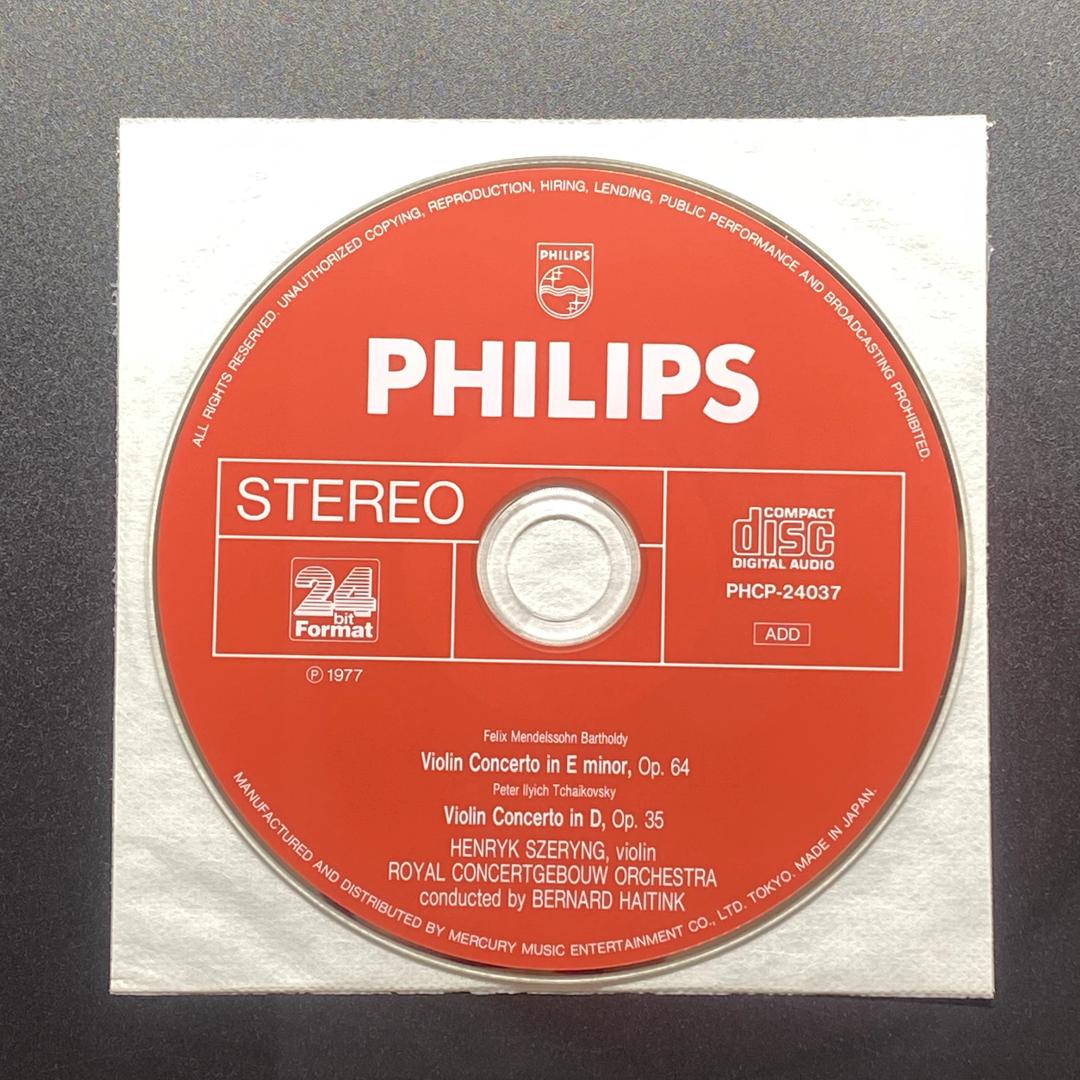 ALL RIGHTS RESERVED. UNAUTHORIZED COPYING, REPRODUCTION, HIRING, LENDING, PUBLIC PERFORMANCE AND BROADCASTING PROHIBITED.
PHILIPS
PHILIPS
STEREO
24
bit
Format
COMPACT
disc
DIGITAL AUDIO
PHCP-24037
ADD
℗ 1977
Felix Mendelssohn Bartholdy
Violin Concerto in E minor, Op. 64
Peter Ilyich Tchaikovsky
Violin Concerto in D, Op. 35
HENRYK SZERYNG, violin
ROYAL CONCERTGEBOUW ORCHESTRA
conducted by BERNARD HAITINK
MANUFACTURED AND DISTRIBUTED BY MERCURY MUSIC ENTERTAINMENT CO., LTD. TOKYO. MADE IN JAPAN.